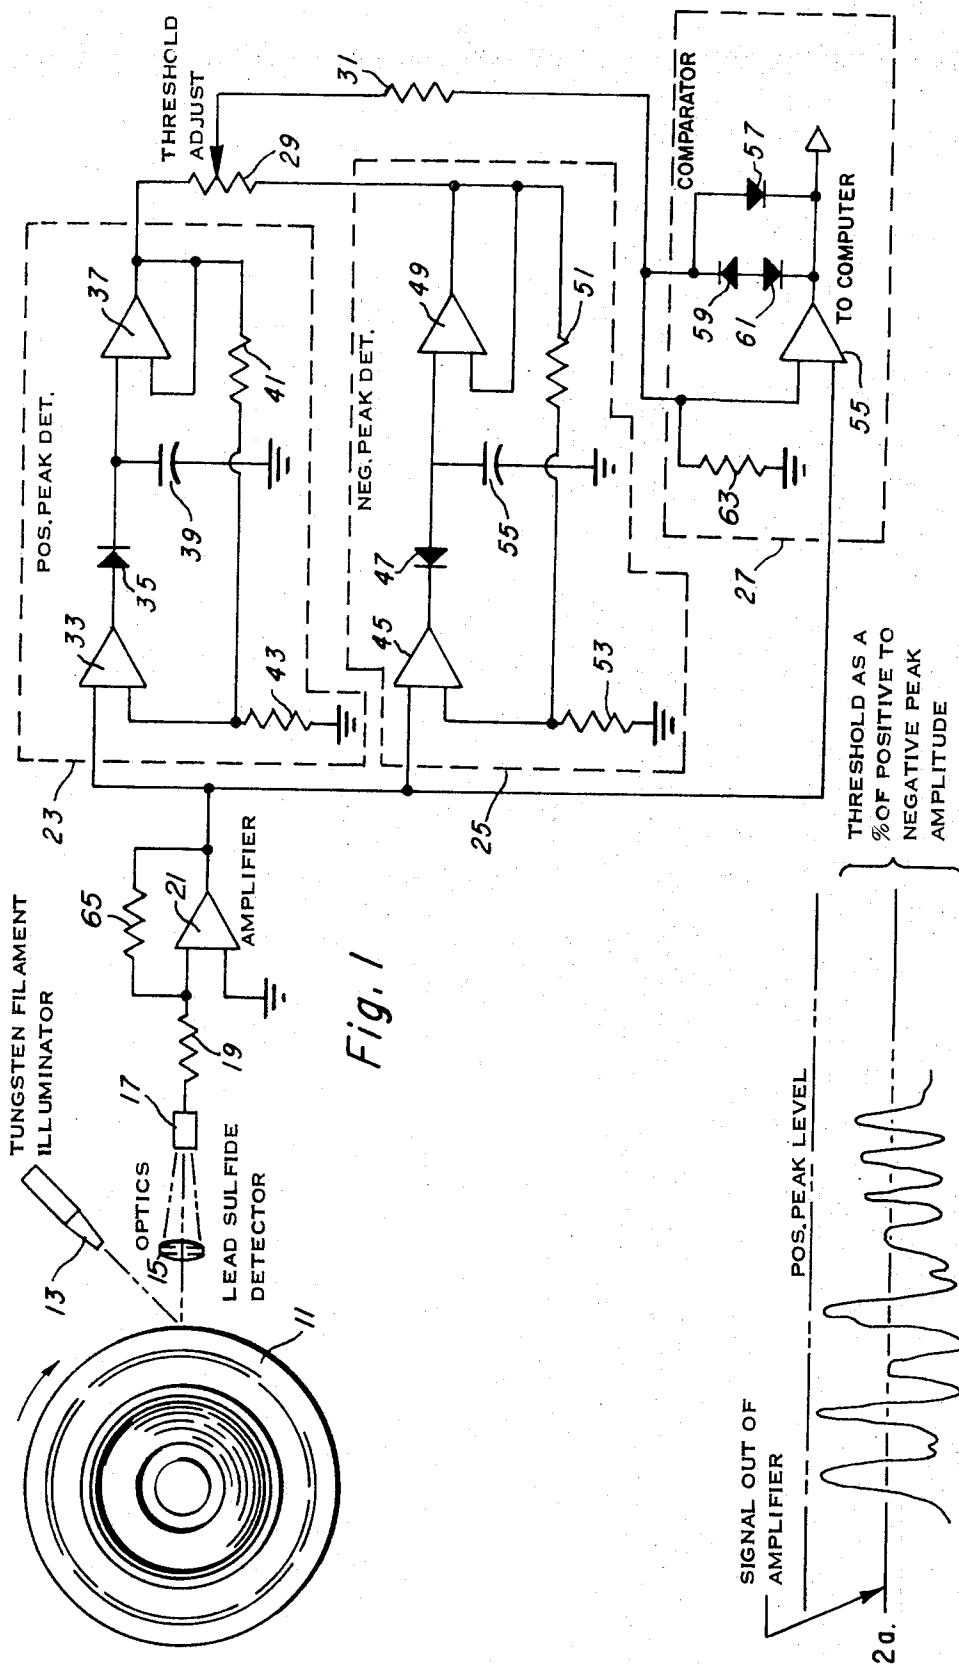 TUNGSTEN FILAMENT
ILLUMINATOR
13
OPTICS
15
17
LEAD SULFIDE
DETECTOR
11
19
65
21
AMPLIFIER
23
POS. PEAK DET.
33
35
37
39
41
43
THRESHOLD
ADJUST
29
31
25
NEG. PEAK DET.
45
47
49
51
53
55
27
COMPARATOR
57
59
61
63
55
TO COMPUTER
Fig. 1
SIGNAL OUT OF
AMPLIFIER
POS. PEAK LEVEL
THRESHOLD AS A
% OF POSITIVE TO
NEGATIVE PEAK
AMPLITUDE
2a.